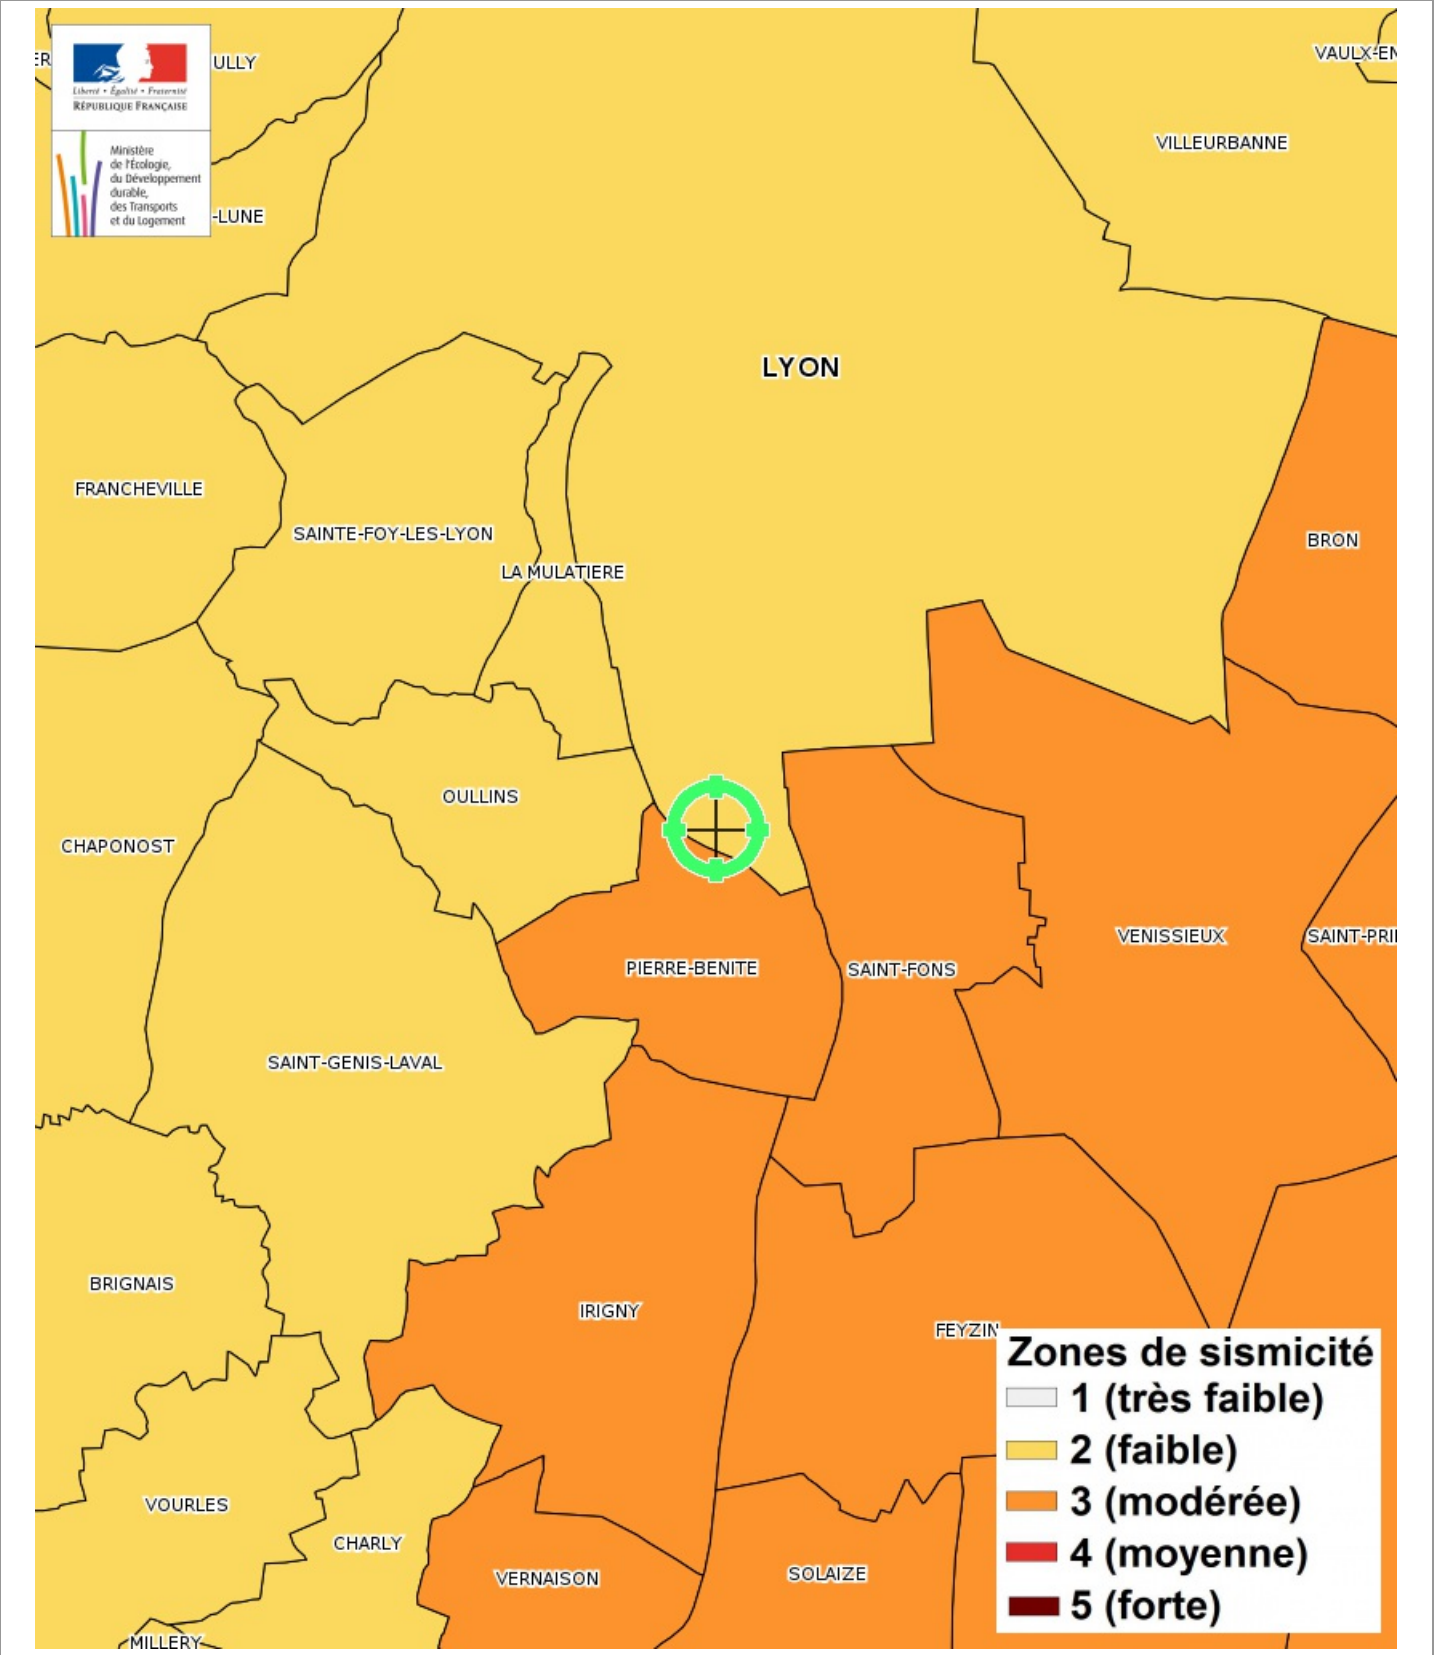 ULLY
VAULX-EN
Liberté • Égalité • Fraternité
RÉPUBLIQUE FRANÇAISE
Ministère
de l'Écologie,
du Développement
durable,
des Transports
et du Logement
VILLEURBANNE
-LUNE
LYON
FRANCHEVILLE
SAINTE-FOY-LES-LYON
BRON
LA MULATIERE
OULLINS
CHAPONOST
VENISSIEUX
SAINT-PRI
PIERRE-BENITE
SAINT-FONS
SAINT-GENIS-LAVAL
BRIGNAIS
IRIGNY
FEYZIN
Zones de sismicité
1 (très faible)
2 (faible)
3 (modérée)
4 (moyenne)
5 (forte)
VOURLES
CHARLY
VERNAISON
SOLAIZE
MILLERY